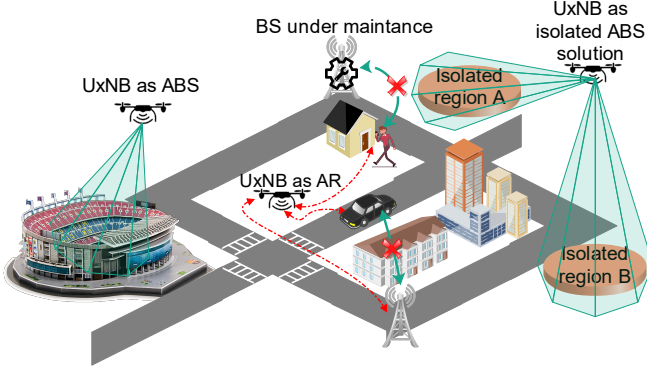 UxNB as
isolated ABS
solution
BS under maintance
UxNB as ABS
Isolated
region A
UxNB as AR
Isolated
region B